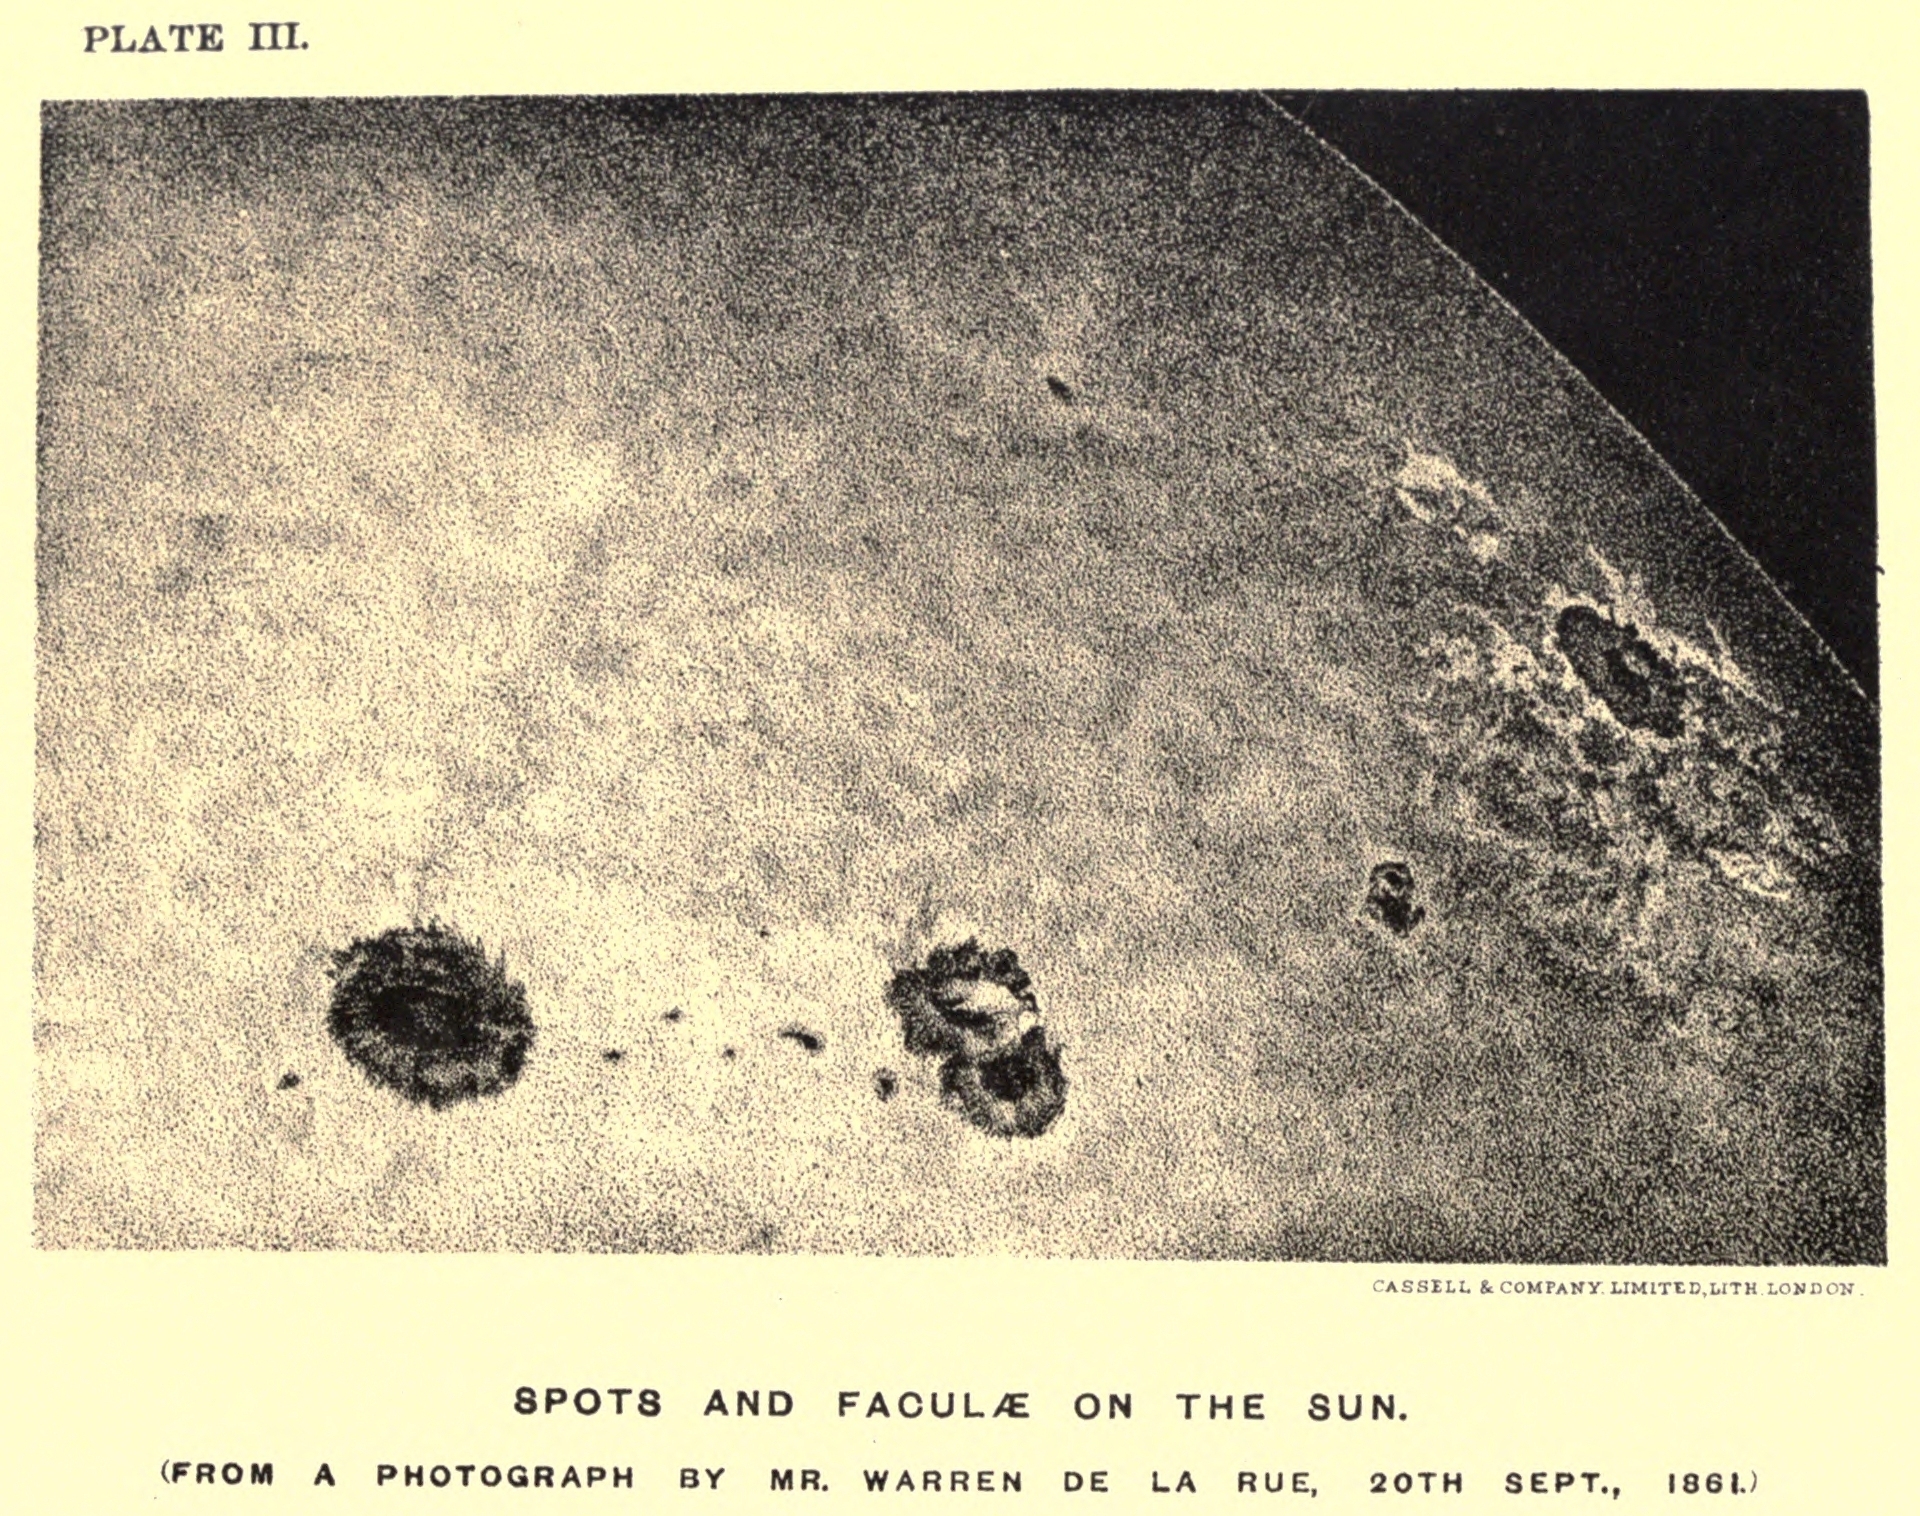 PLATE III.
CASSELL & COMPANY. LIMITED, LITH. LONDON.
SPOTS AND FACULÆ ON THE SUN.
(FROM A PHOTOGRAPH BY MR. WARREN DE LA RUE, 20TH SEPT., 1861.)